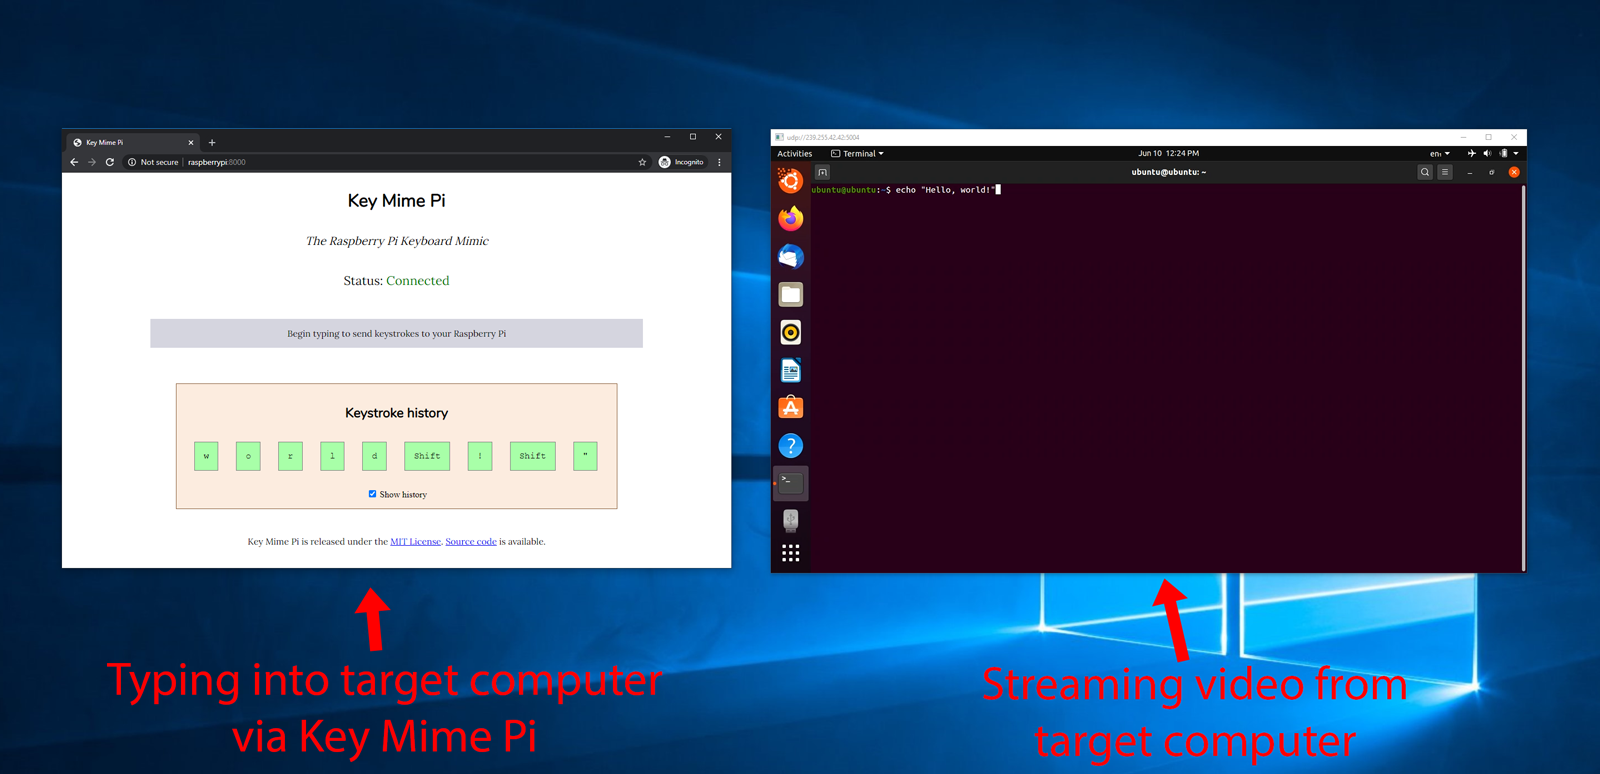 Key Mime Pi
Not secure | raspberrypi:8000
Incognito
Key Mime Pi
The Raspberry Pi Keyboard Mimic
Status: Connected
Begin typing to send keystrokes to your Raspberry Pi
Keystroke history
w o r l d Shift ! Shift "
Show history
Key Mime Pi is released under the MIT License. Source code is available.
udp://239.255.42.42:5004
Activities Terminal Jun 10 12:24 PM en₁
ubuntu@ubuntu: ~
ubuntu@ubuntu:~$ echo "Hello, world!"
Typing into target computer
via Key Mime Pi
Streaming video from
target computer